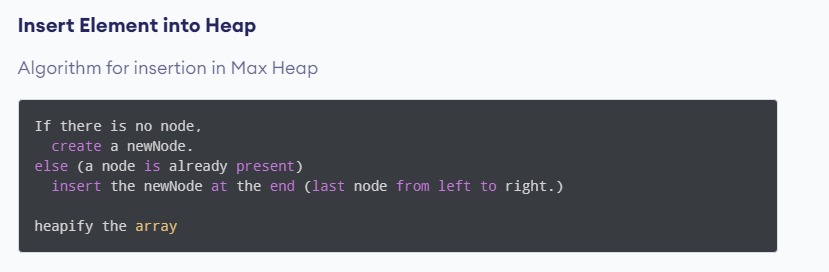 Insert Element into Heap
Algorithm for insertion in Max Heap
If there is no node,
  create a newNode.
else (a node is already present)
  insert the newNode at the end (last node from left to right.)

heapify the array